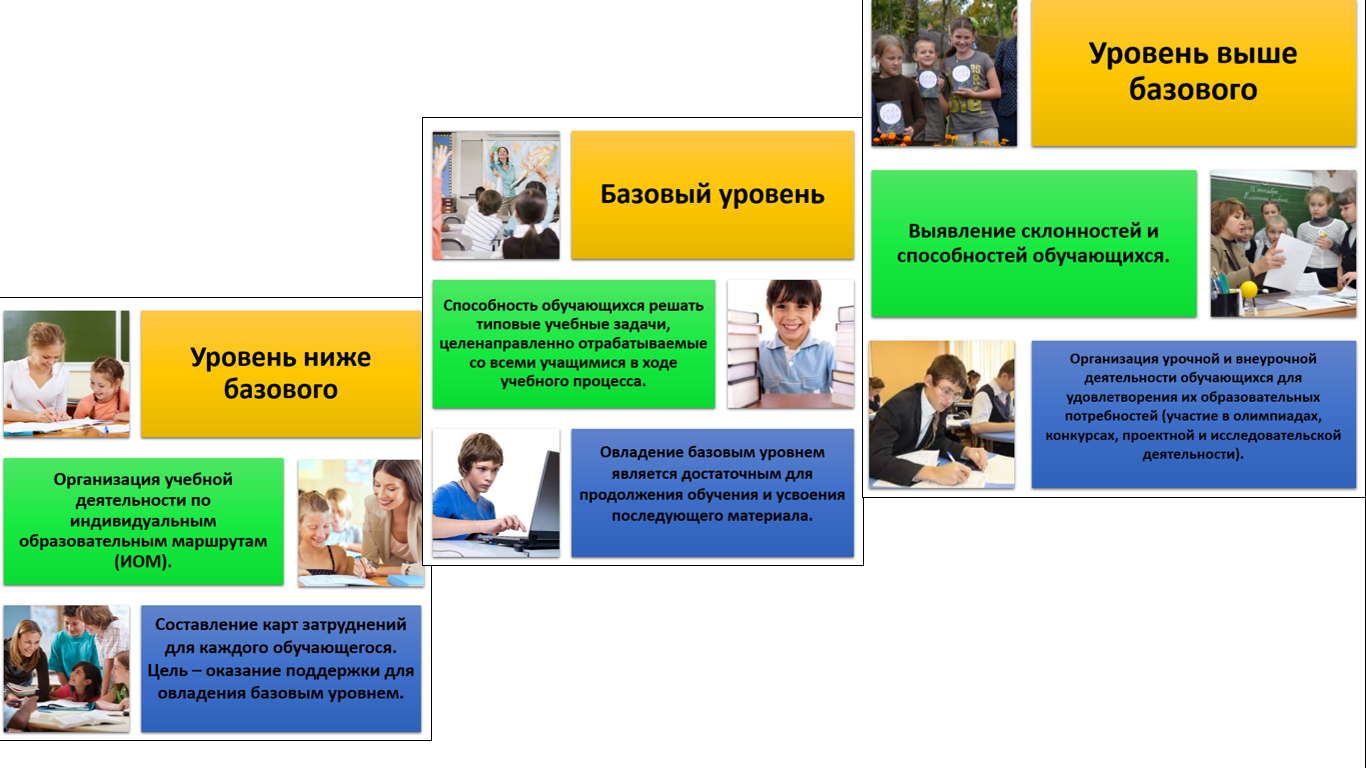 Уровень ниже
базового
Организация учебной
деятельности по
индивидуальным
образовательным маршрутам
(ИОМ).
Составление карт затруднений
для каждого обучающегося.
Цель – оказание поддержки для
овладения базовым уровнем.
Базовый уровень
Способность обучающихся решать
типовые учебные задачи,
целенаправленно отрабатываемые
со всеми учащимися в ходе
учебного процесса.
Овладение базовым уровнем
является достаточным для
продолжения обучения и усвоения
последующего материала.
Уровень выше
базового
Выявление склонностей и
способностей обучающихся.
Организация урочной и внеурочной
деятельности обучающихся для
удовлетворения их образовательных
потребностей (участие в олимпиадах,
конкурсах, проектной и исследовательской
деятельности).